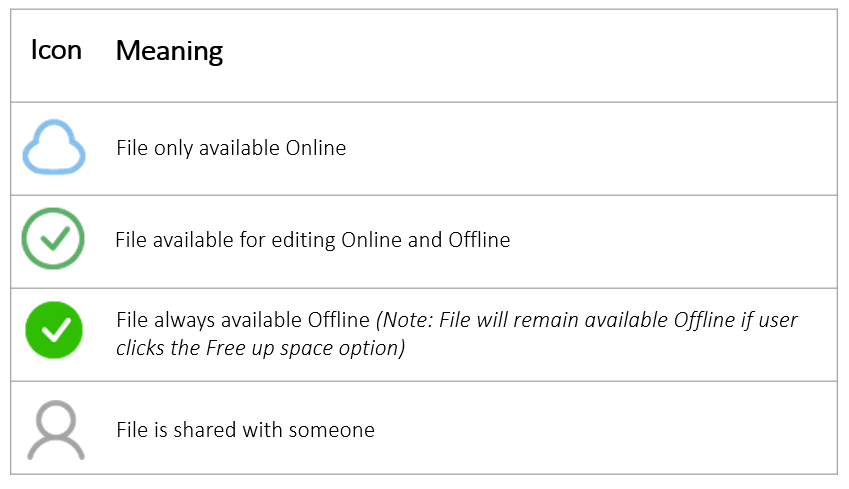 Icon Meaning
File only available Online
File available for editing Online and Offline
File always available Offline (Note: File will remain available Offline if user
clicks the Free up space option)
File is shared with someone